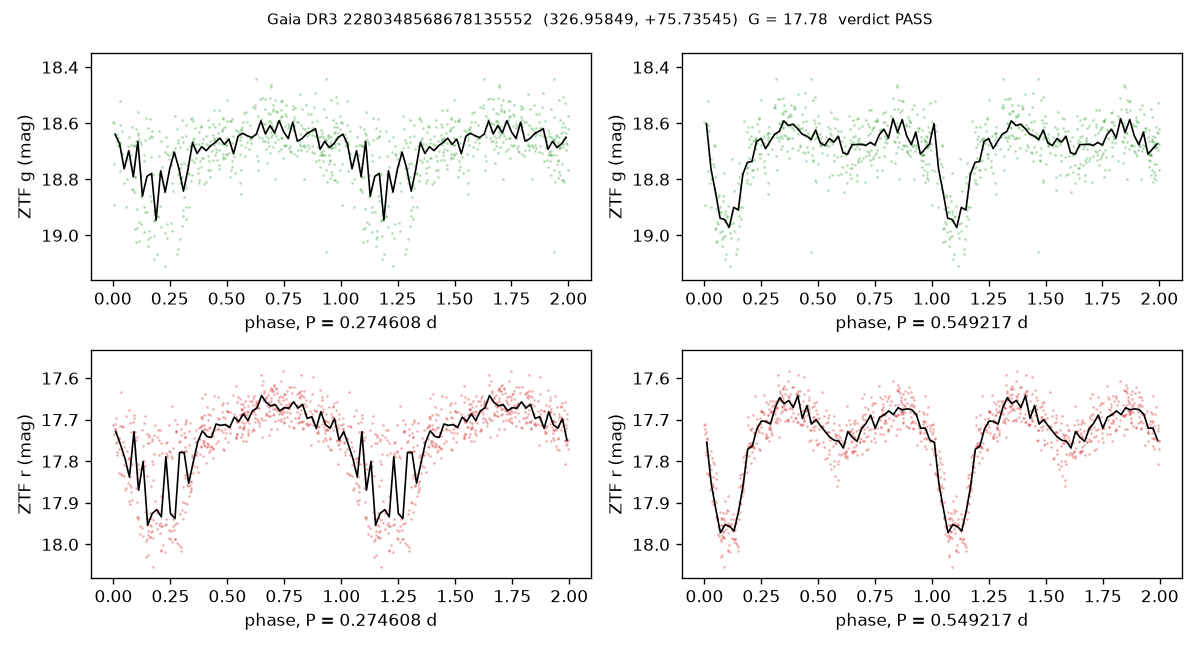 Gaia DR3 2280348568678135552  (326.95849, +75.73545)  G = 17.78  verdict PASS
ZTF g (mag)
18.4
18.6
18.8
19.0
0.00 0.25 0.50 0.75 1.00 1.25 1.50 1.75 2.00
phase, P = 0.274608 d
ZTF g (mag)
18.4
18.6
18.8
19.0
0.00 0.25 0.50 0.75 1.00 1.25 1.50 1.75 2.00
phase, P = 0.549217 d
ZTF r (mag)
17.6
17.7
17.8
17.9
18.0
0.00 0.25 0.50 0.75 1.00 1.25 1.50 1.75 2.00
phase, P = 0.274608 d
ZTF r (mag)
17.6
17.7
17.8
17.9
18.0
0.00 0.25 0.50 0.75 1.00 1.25 1.50 1.75 2.00
phase, P = 0.549217 d